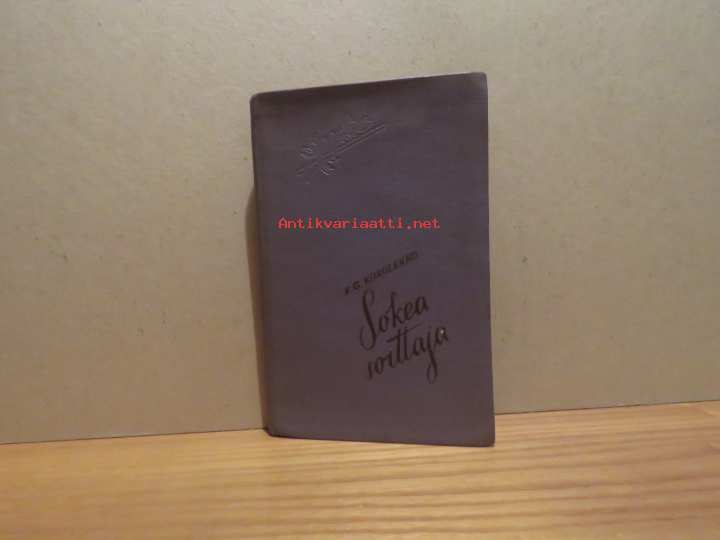 Antikvariaatti.net
V. G. KOROLENKO
Sokea
soittaja